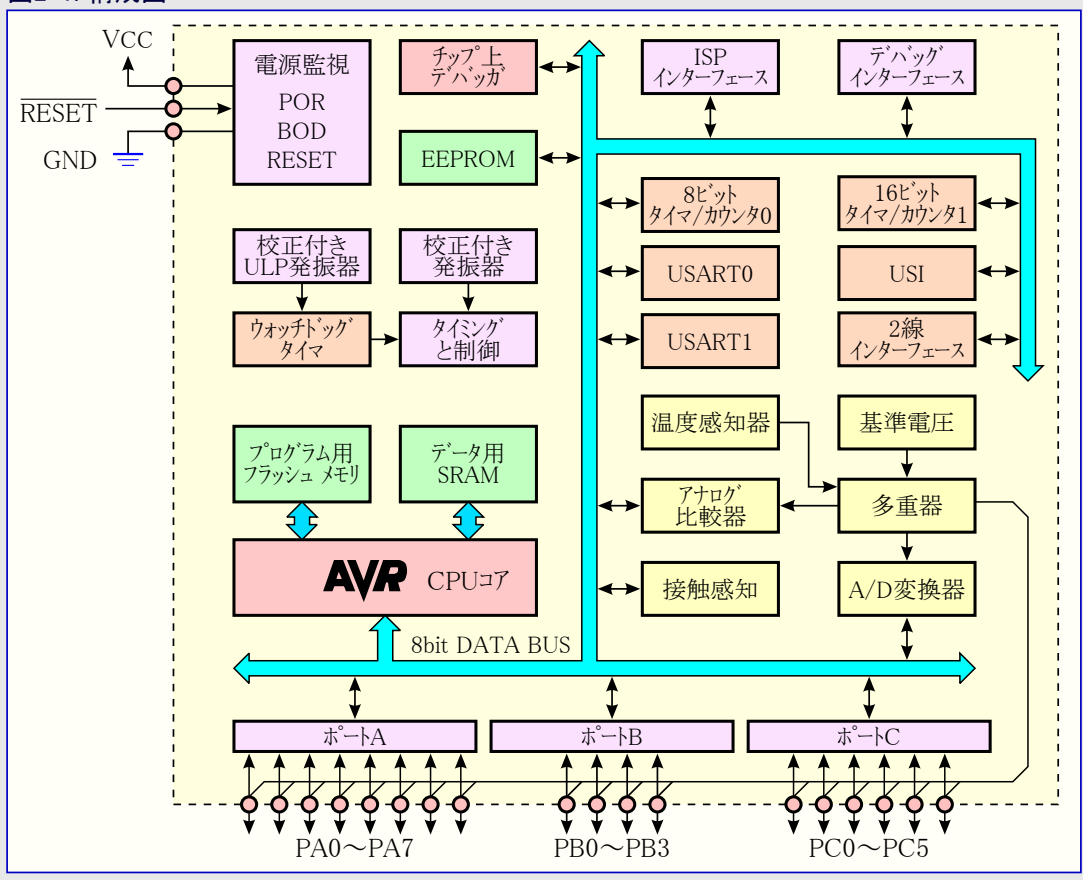 VCC
RESET
GND
電源監視
POR
BOD
RESET
チップ上
デバッガ
EEPROM
ISP
インターフェース
デバッグ
インターフェース
8ビット
タイマ/カウンタ0
16ビット
タイマ/カウンタ1
校正付き
ULP発振器
校正付き
発振器
USART0
USI
ウォッチドッグ
タイマ
タイミング
と制御
USART1
2線
インターフェース
温度感知器
基準電圧
プログラム用
フラッシュ メモリ
データ用
SRAM
アナログ
比較器
多重器
AVR CPUコア
接触感知
A/D変換器
8bit DATA BUS
ポートA
ポートB
ポートC
PA0～PA7
PB0～PB3
PC0～PC5